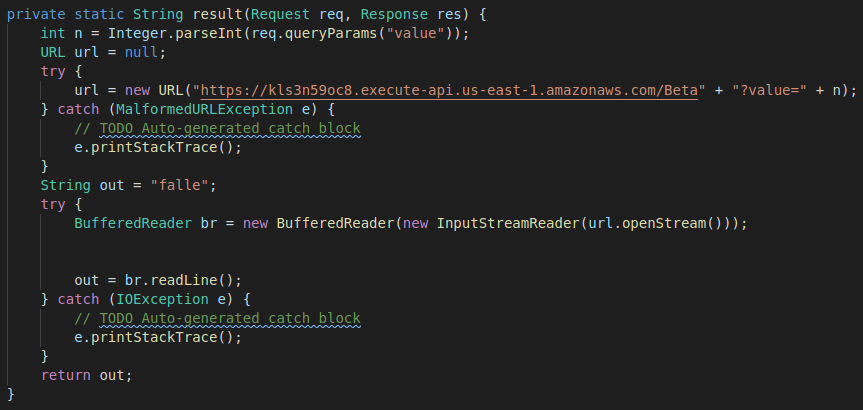 private static String result(Request req, Response res) {
    int n = Integer.parseInt(req.queryParams("value"));
    URL url = null;
    try {
        url = new URL("https://kls3n59oc8.execute-api.us-east-1.amazonaws.com/Beta" + "?value=" + n);
    } catch (MalformedURLException e) {
        // TODO Auto-generated catch block
        e.printStackTrace();
    }
    String out = "falle";
    try {
        BufferedReader br = new BufferedReader(new InputStreamReader(url.openStream()));
        out = br.readLine();
    } catch (IOException e) {
        // TODO Auto-generated catch block
        e.printStackTrace();
    }
    return out;
}